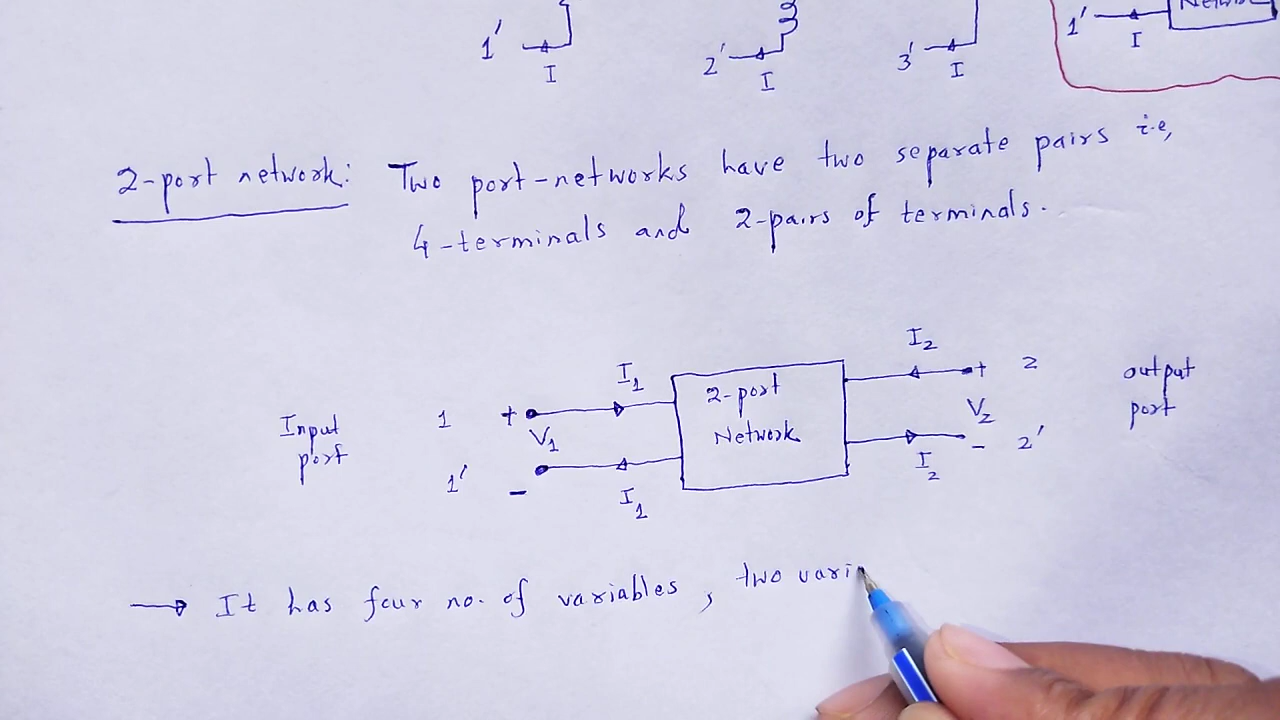 1' I 2' I 3' I 1' I
2-port network: Two port-networks have two separate pairs i.e,
4-terminals and 2-pairs of terminals.
I1 I2
Input port 1 + V1 2-port Network + 2 V2 output port
1' - I1 I2 - 2'
→ It has four no. of variables, two vari